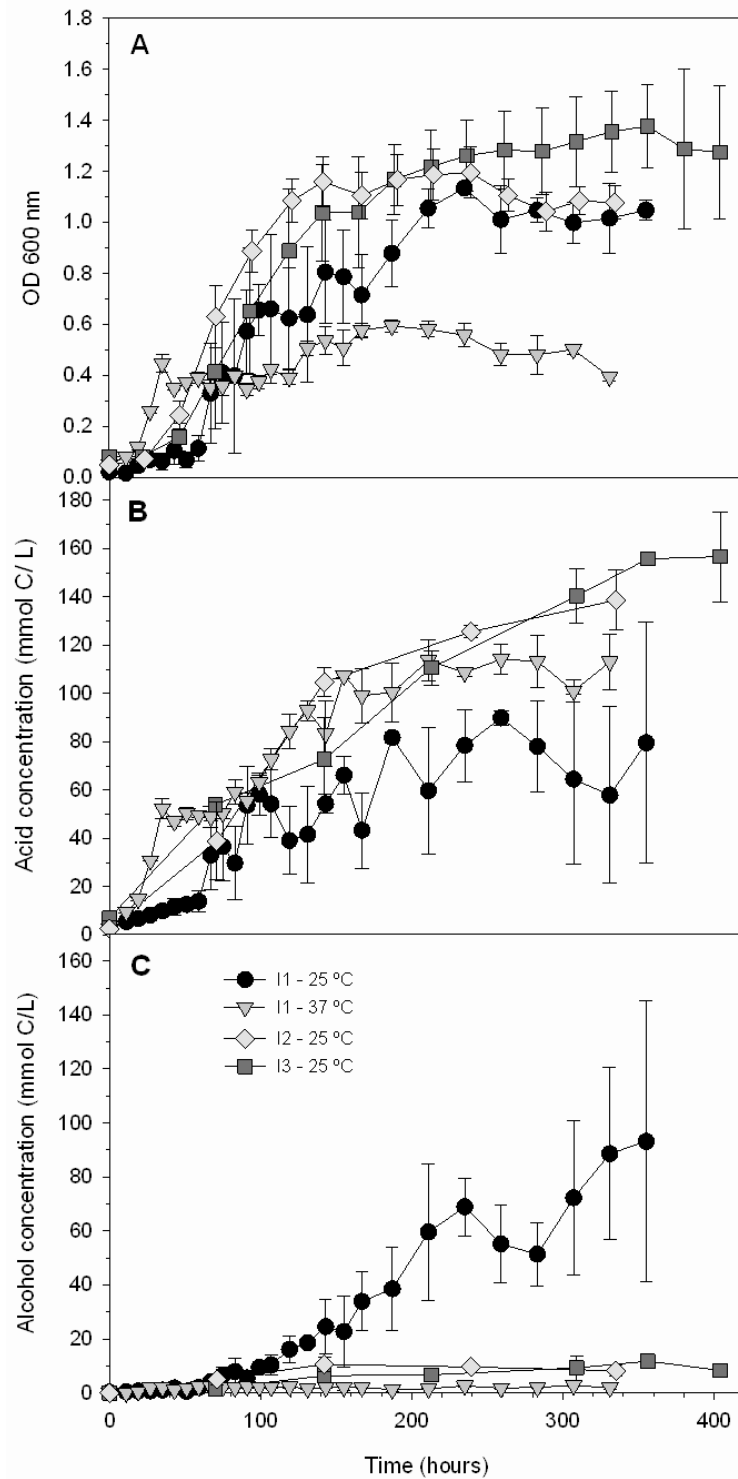 A
1.8
1.6
1.4
1.2
1.0
0.8
0.6
0.4
0.2
0.0
OD 600 nm
B
180
160
140
120
100
80
60
40
20
0
Acid concentration (mmol C/ L)
C
160
140
120
100
80
60
40
20
0
Alcohol concentration (mmol C/L)
I1 - 25 ºC
I1 - 37 ºC
I2 - 25 ºC
I3 - 25 ºC
0 100 200 300 400
Time (hours)